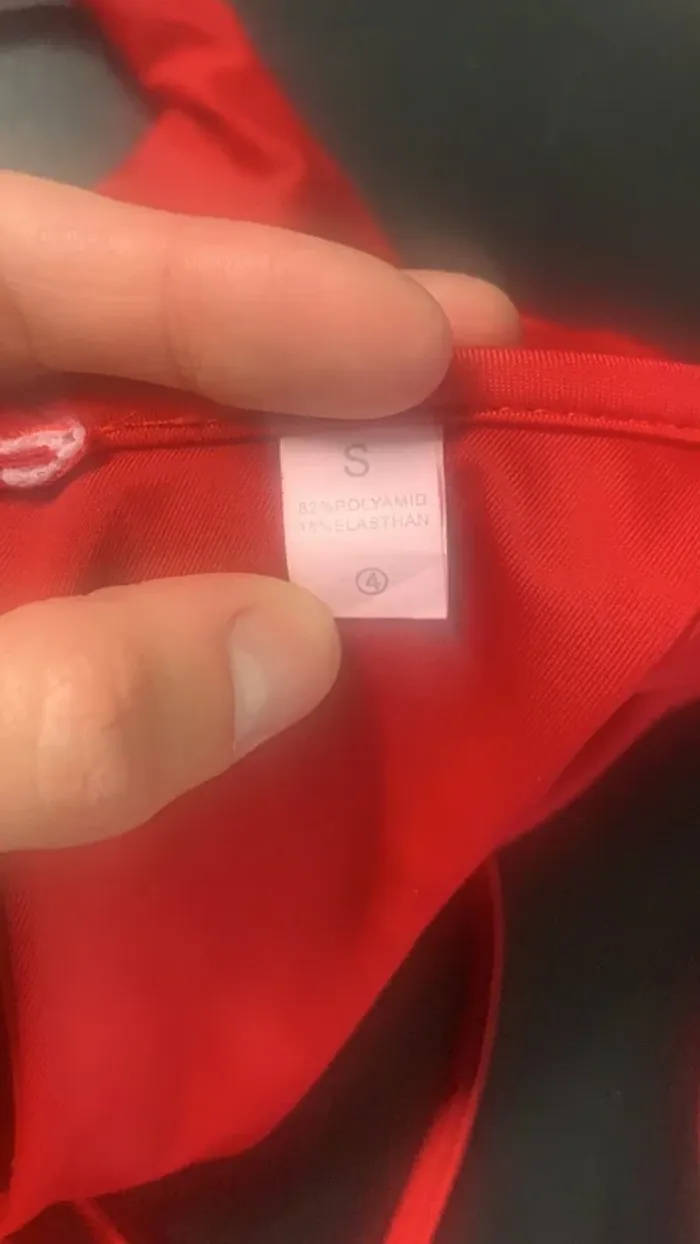 S
82%POLYAMID
18%ELASTHAN
④